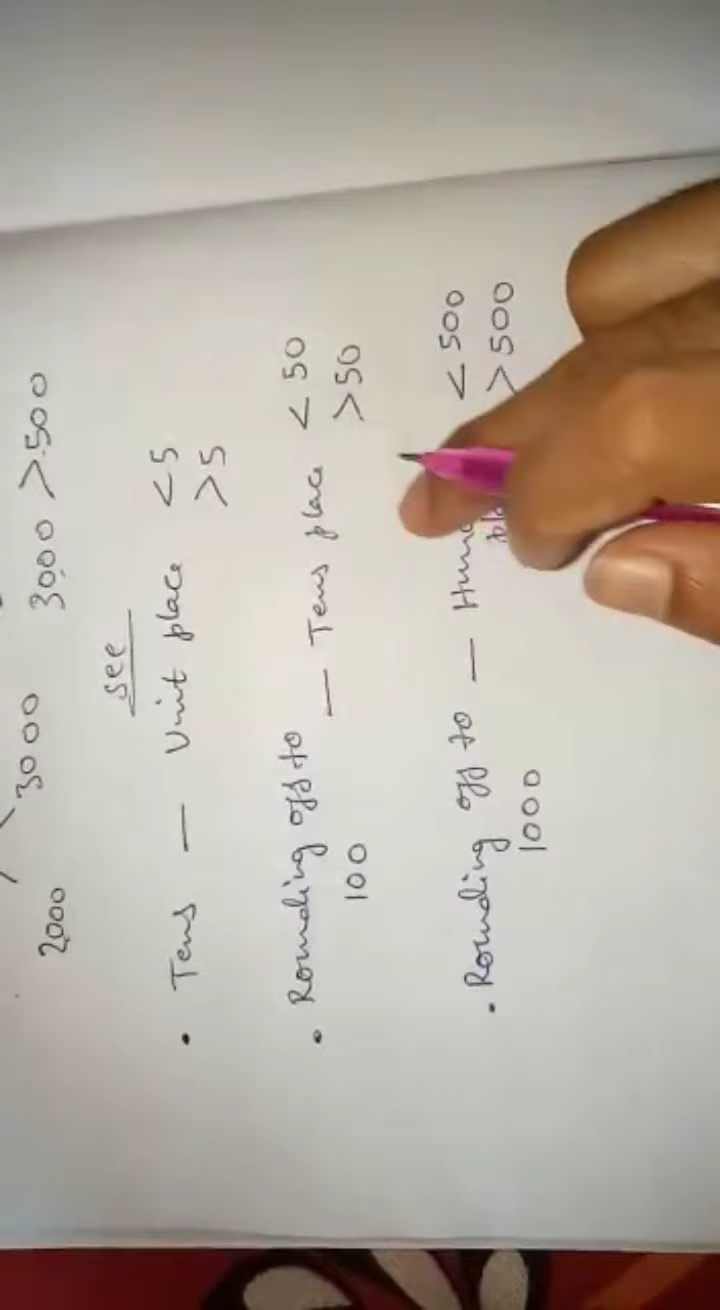 3000 3000 > 500
2000
see
• Tens — Unit place < 5
> 5
• Rounding off to — Tens place < 50
100 > 50
• Rounding off to — < 500
1000 > 500